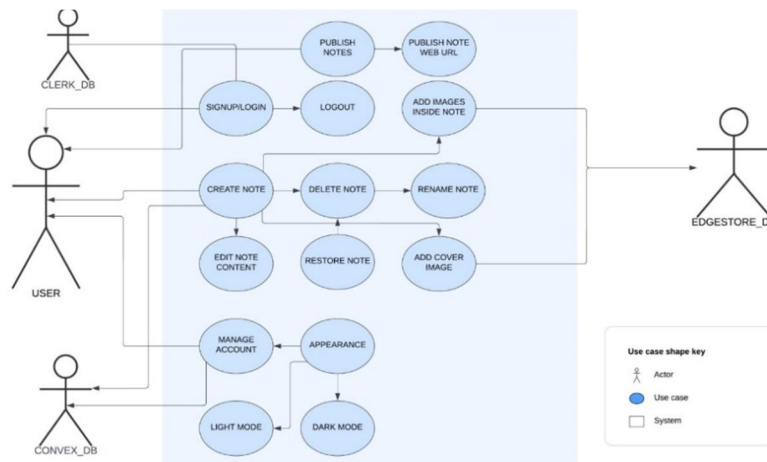 PUBLISH
NOTES
PUBLISH NOTE
WEB URL
CLERK_DB
SIGNUP/LOGIN
LOGOUT
ADD IMAGES
INSIDE NOTE
CREATE NOTE
DELETE NOTE
RENAME NOTE
EDGESTORE_D
EDIT NOTE
CONTENT
RESTORE NOTE
ADD COVER
IMAGE
USER
MANAGE
ACCOUNT
APPEARANCE
Use case shape key
Actor
Use case
System
LIGHT MODE
DARK MODE
CONVEX_DB